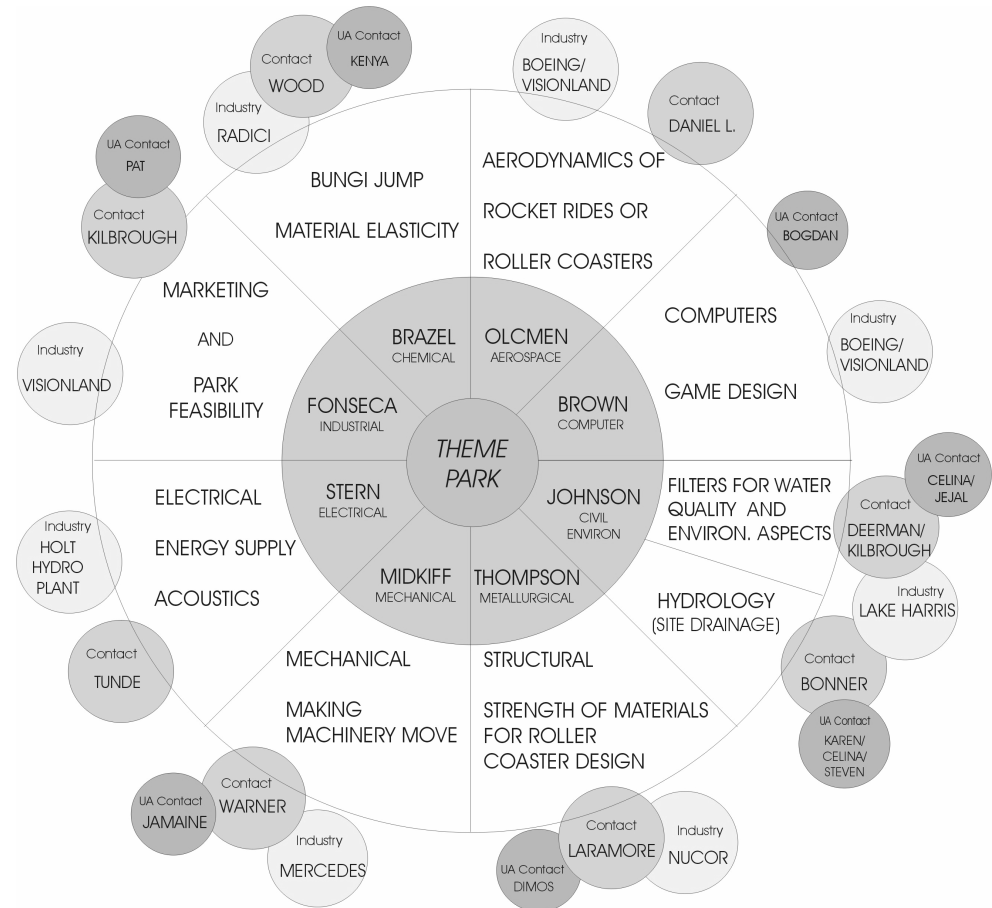 THEME
PARK
BRAZEL
CHEMICAL
OLCMEN
AEROSPACE
BROWN
COMPUTER
JOHNSON
CIVIL
ENVIRON
THOMPSON
METALLURGICAL
MIDKIFF
MECHANICAL
STERN
ELECTRICAL
FONSECA
INDUSTRIAL
BUNGI JUMP
MATERIAL ELASTICITY
Industry
RADICI
Contact
WOOD
UA Contact
KENYA
AERODYNAMICS OF
ROCKET RIDES OR
ROLLER COASTERS
Industry
BOEING/
VISIONLAND
Contact
DANIEL L.
UA Contact
BOGDAN
COMPUTERS
GAME DESIGN
Industry
BOEING/
VISIONLAND
FILTERS FOR WATER
QUALITY AND
ENVIRON. ASPECTS
UA Contact
CELINA/
JEJAL
Contact
DEERMAN/
KILBROUGH
Industry
LAKE HARRIS
HYDROLOGY
(SITE DRAINAGE)
Contact
BONNER
UA Contact
KAREN/
CELINA/
STEVEN
STRUCTURAL
STRENGTH OF MATERIALS
FOR ROLLER
COASTER DESIGN
Industry
NUCOR
Contact
LARAMORE
UA Contact
DIMOS
MECHANICAL
MAKING
MACHINERY MOVE
Industry
MERCEDES
Contact
WARNER
UA Contact
JAMAINE
ELECTRICAL
ENERGY SUPPLY
ACOUSTICS
Contact
TUNDE
Industry
HOLT
HYDRO
PLANT
MARKETING
AND
PARK
FEASIBILITY
Industry
VISIONLAND
Contact
KILBROUGH
UA Contact
PAT